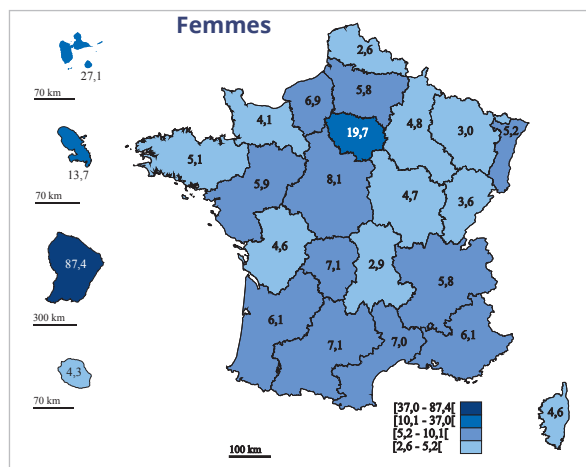 Femmes
27,1
70 km
13,7
70 km
87,4
300 km
4,3
70 km
2,6
6,9
5,8
4,1
19,7
4,8
3,0
5,2
5,1
5,9
8,1
4,7
3,6
4,6
7,1
2,9
5,8
6,1
7,1
7,0
6,1
4,6
100 km
[37,0 - 87,4[
[10,1 - 37,0[
[5,2 - 10,1[
[2,6 - 5,2[